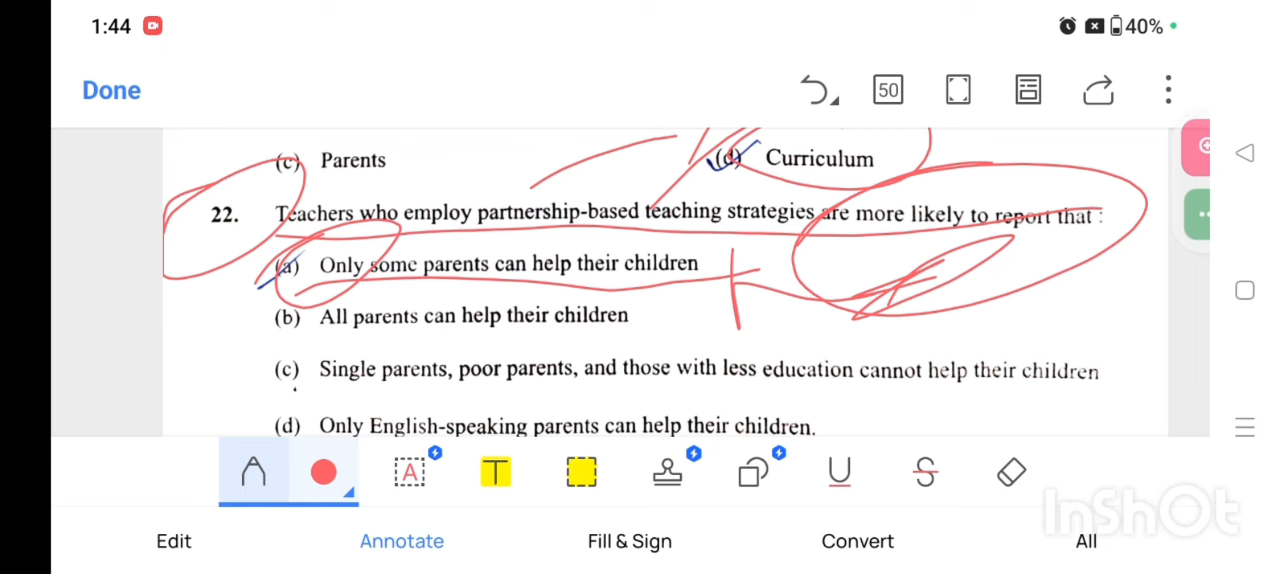 1:44 40%
Done 50
(c) Parents (d) Curriculum
22. Teachers who employ partnership-based teaching strategies are more likely to report that :
(a) Only some parents can help their children
(b) All parents can help their children
(c) Single parents, poor parents, and those with less education cannot help their children
(d) Only English-speaking parents can help their children.
A T U S
Edit Annotate Fill & Sign Convert All
InShOt